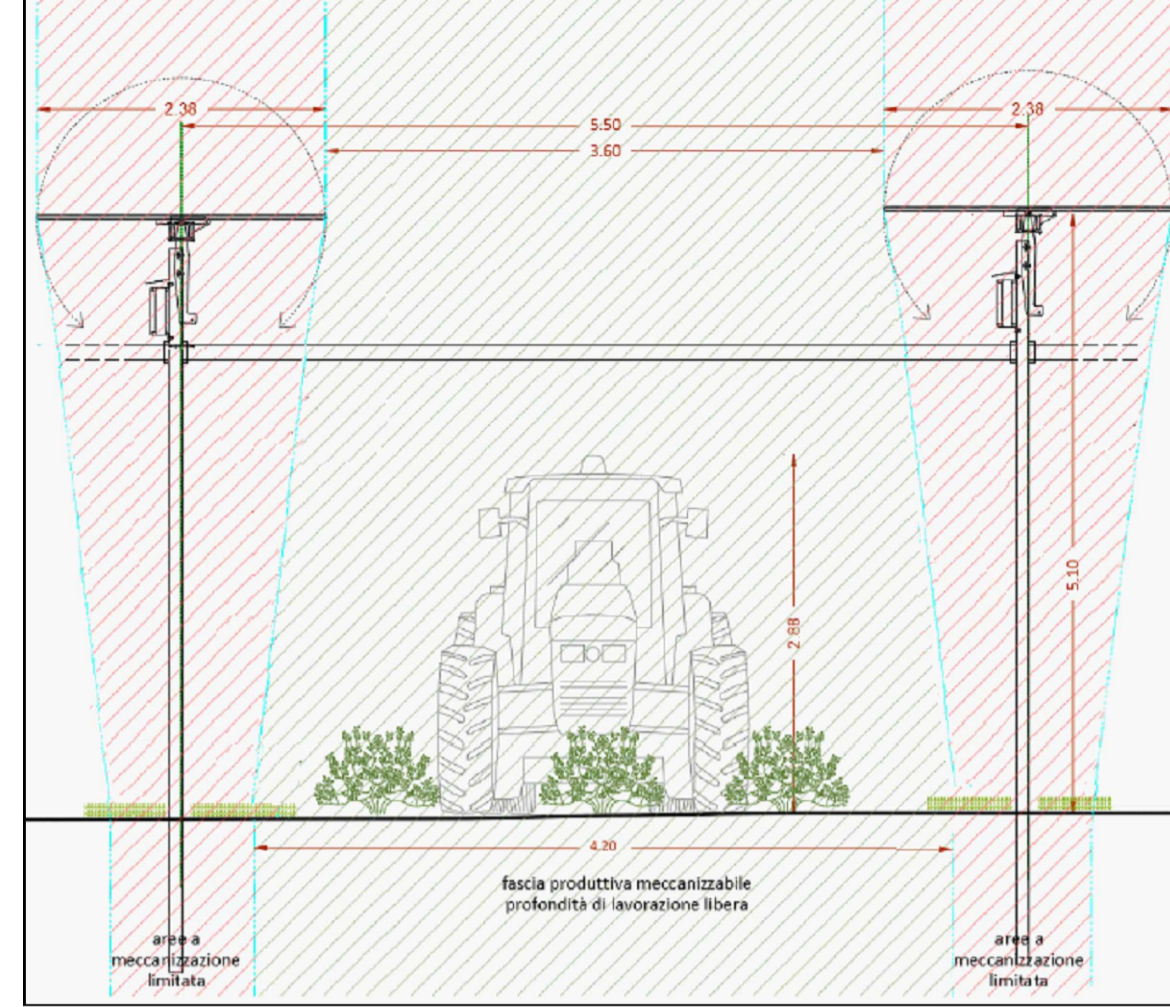 2.38
2.38
5.50
3.60
5.10
2.88
4.20
fascia produttiva meccanizzabile
profondità di lavorazione libera
aree a
meccanizzazione
limitata
aree a
meccanizzazione
limitata